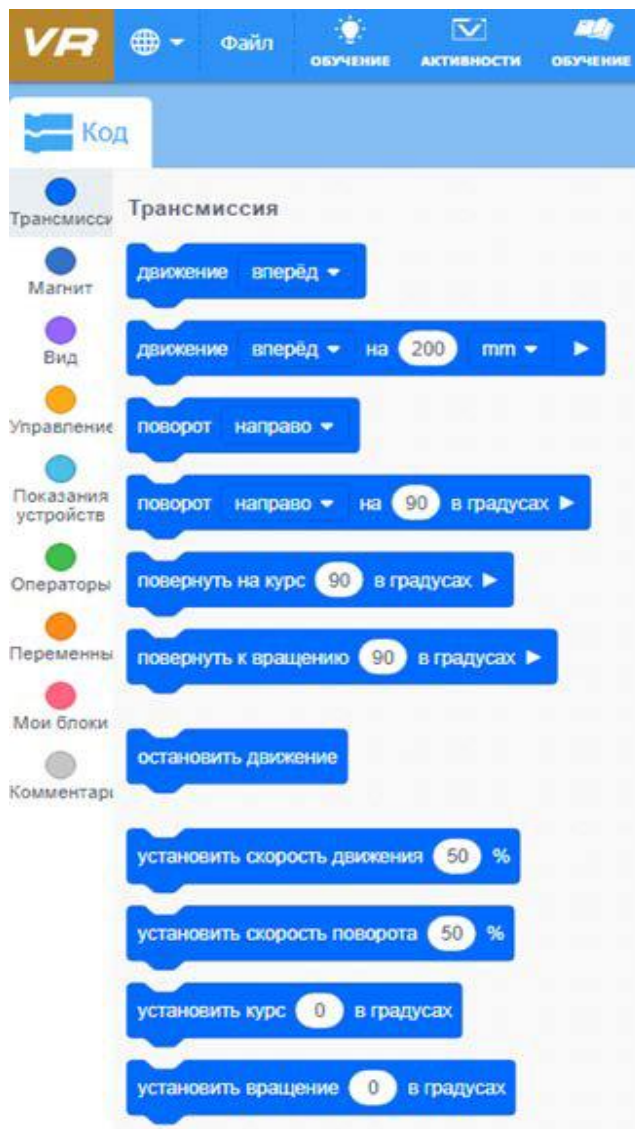 VR
Файл
ОБУЧЕНИЕ
АКТИВНОСТИ
ОБУЧЕНИЕ
Код
Трансмисси
Магнит
Вид
Управление
Показания
устройств
Операторы
Переменны
Мои блоки
Комментари
Трансмиссия
движение вперёд
движение вперёд на 200 mm
поворот направо
поворот направо на 90 в градусах
повернуть на курс 90 в градусах
повернуть к вращению 90 в градусах
остановить движение
установить скорость движения 50 %
установить скорость поворота 50 %
установить курс 0 в градусах
установить вращение 0 в градусах